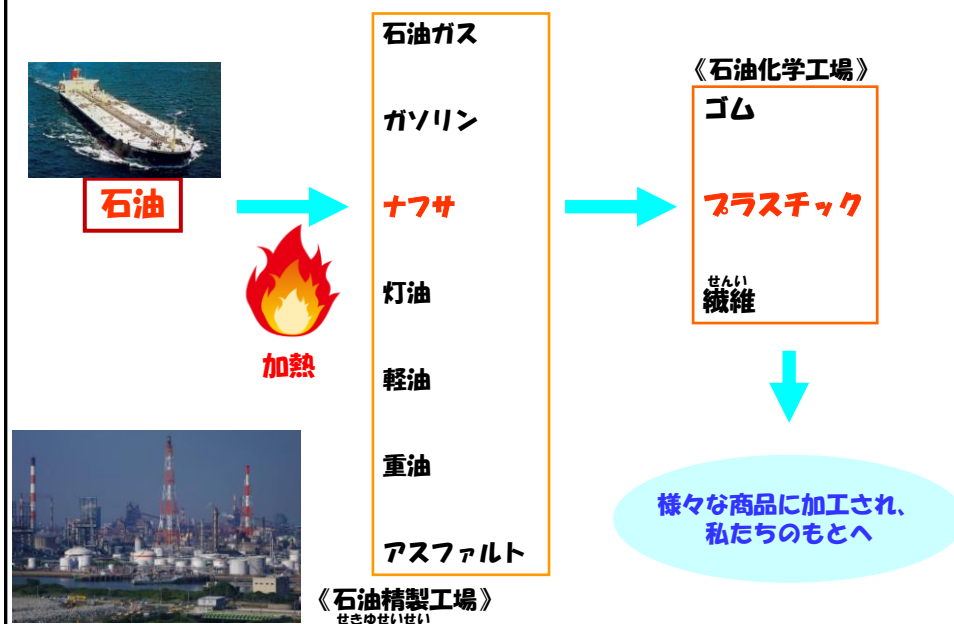 石油
加熱
石油ガス
ガソリン
ナフサ
灯油
軽油
重油
アスファルト
《石油精製工場》
せきゆせいせい
《石油化学工場》
ゴム
プラスチック
せんい
繊維
様々な商品に加工され、
私たちのもとへ